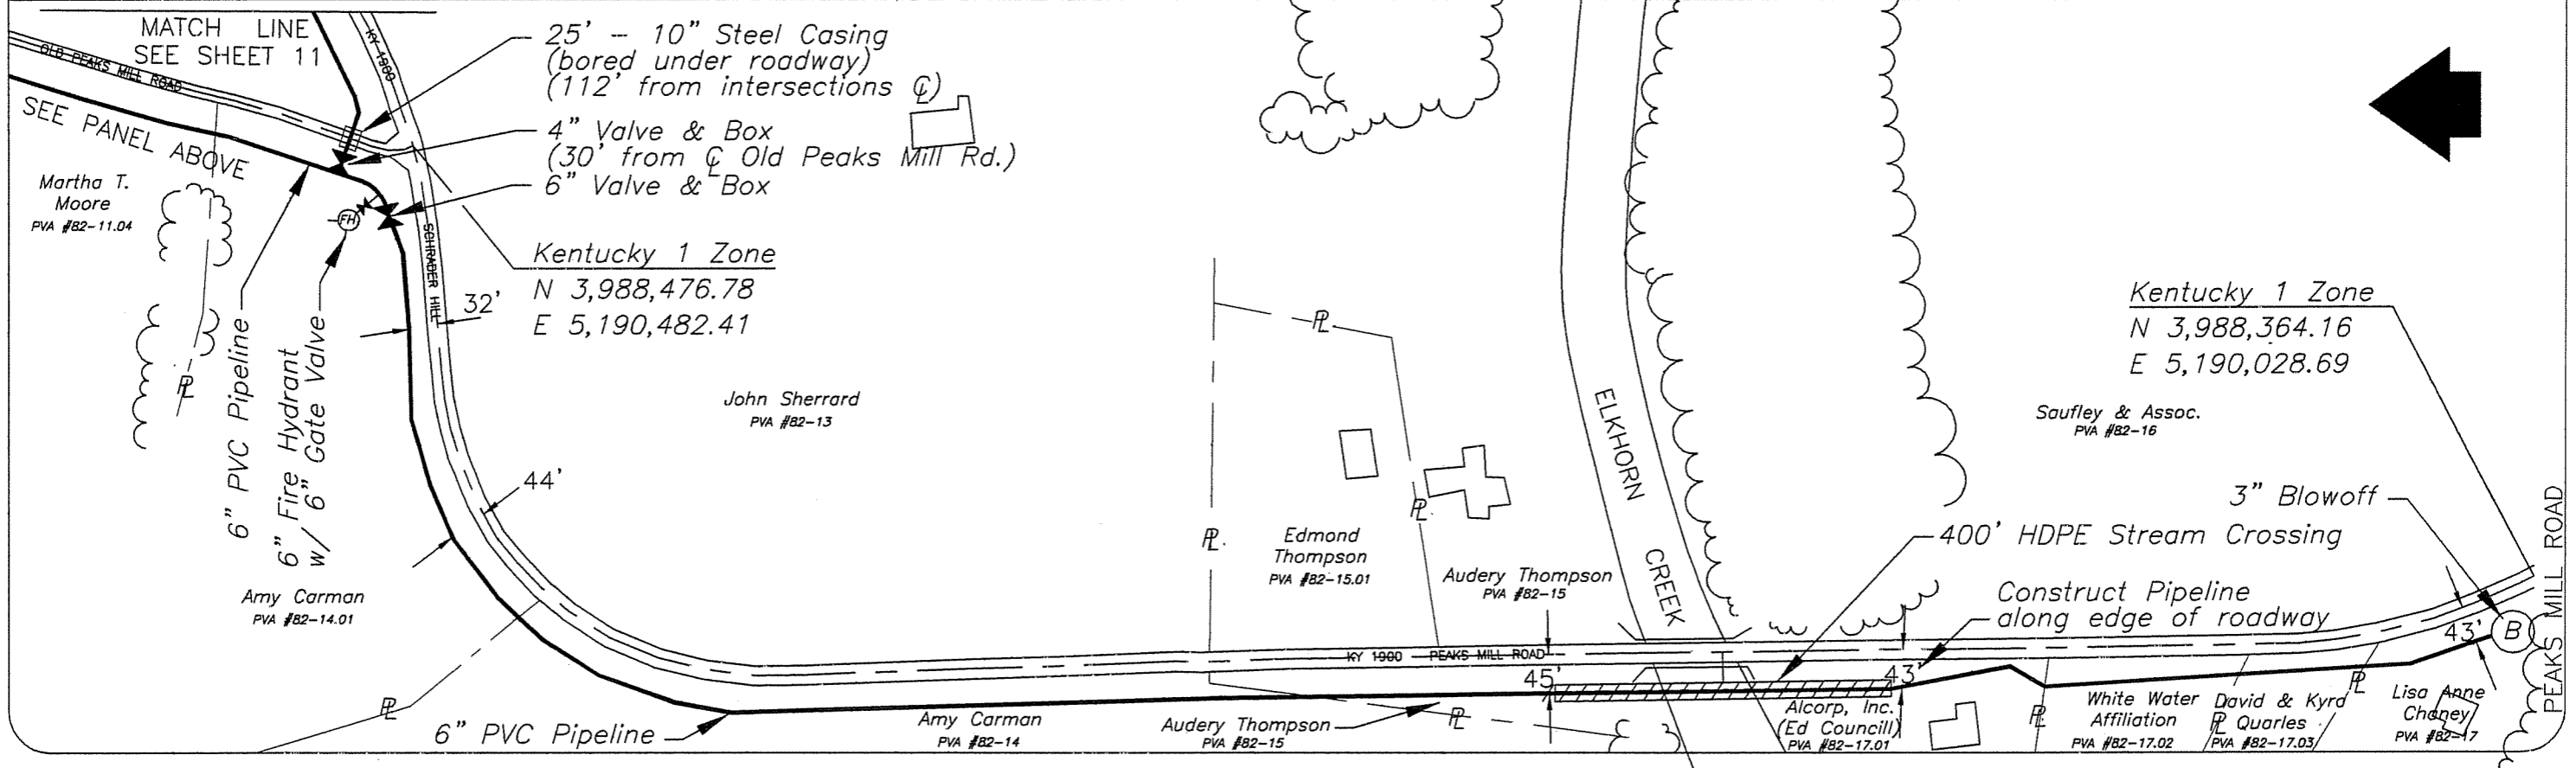 MATCH LINE
SEE SHEET 11
OLD PEAKS MILL ROAD
KY 1900
SEE PANEL ABOVE
25' - 10" Steel Casing
(bored under roadway)
(112' from intersections ℄)
4" Valve & Box
(30' from ℄ Old Peaks Mill Rd.)
6" Valve & Box
Martha T.
Moore
PVA #82-11.04
FH
SCHRADER HILL
Kentucky 1 Zone
N 3,988,476.78
E 5,190,482.41
32'
6" PVC Pipeline
6" Fire Hydrant
w/ 6" Gate Valve
PL
John Sherrard
PVA #82-13
44'
Amy Carman
PVA #82-14.01
PL
6" PVC Pipeline
Amy Carman
PVA #82-14
PL
PL
PL
Edmond
Thompson
PVA #82-15.01
Audery Thompson
PVA #82-15
KY 1900 PEAKS MILL ROAD
45'
Audery Thompson
PVA #82-15
PL
ELKHORN
CREEK
Kentucky 1 Zone
N 3,988,364.16
E 5,190,028.69
Saufley & Assoc.
PVA #82-16
3" Blowoff
400' HDPE Stream Crossing
Construct Pipeline
along edge of roadway
43'
Alcorp, Inc.
(Ed Councill)
PVA #82-17.01
PL
White Water
Affiliation
PVA #82-17.02
David & Kyra
PL Quarles
PVA #82-17.03
PL
Lisa Anne
Chaney
PVA #82-17
43'
B
PEAKS MILL ROAD